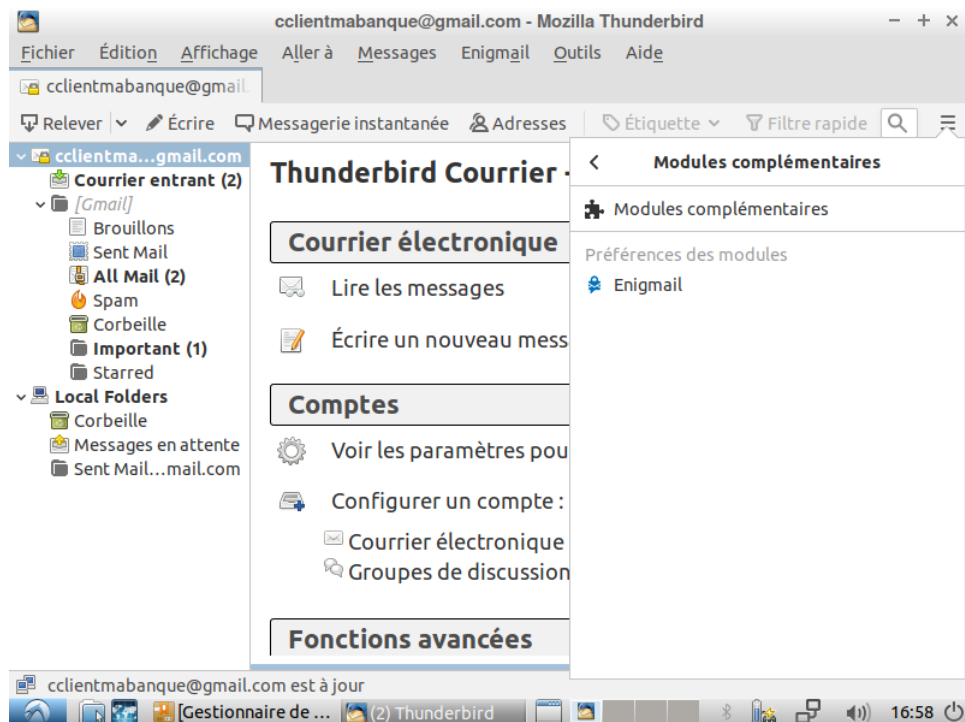 cclientmabanque@gmail.com - Mozilla Thunderbird
Fichier Édition Affichage Aller à Messages Enigmail Outils Aide
cclientmabanque@gmail.
Relever Écrire Messagerie instantanée Adresses Étiquette Filtre rapide
cclientma...gmail.com
Courrier entrant (2)
[Gmail]
Brouillons
Sent Mail
All Mail (2)
Spam
Corbeille
Important (1)
Starred
Local Folders
Corbeille
Messages en attente
Sent Mail...mail.com
Thunderbird Courrier -
Courrier électronique
Lire les messages
Écrire un nouveau mess
Comptes
Voir les paramètres pou
Configurer un compte :
Courrier électronique
Groupes de discussion
Fonctions avancées
Modules complémentaires
Modules complémentaires
Préférences des modules
Enigmail
cclientmabanque@gmail.com est à jour
[Gestionnaire de ... (2) Thunderbird 16:58